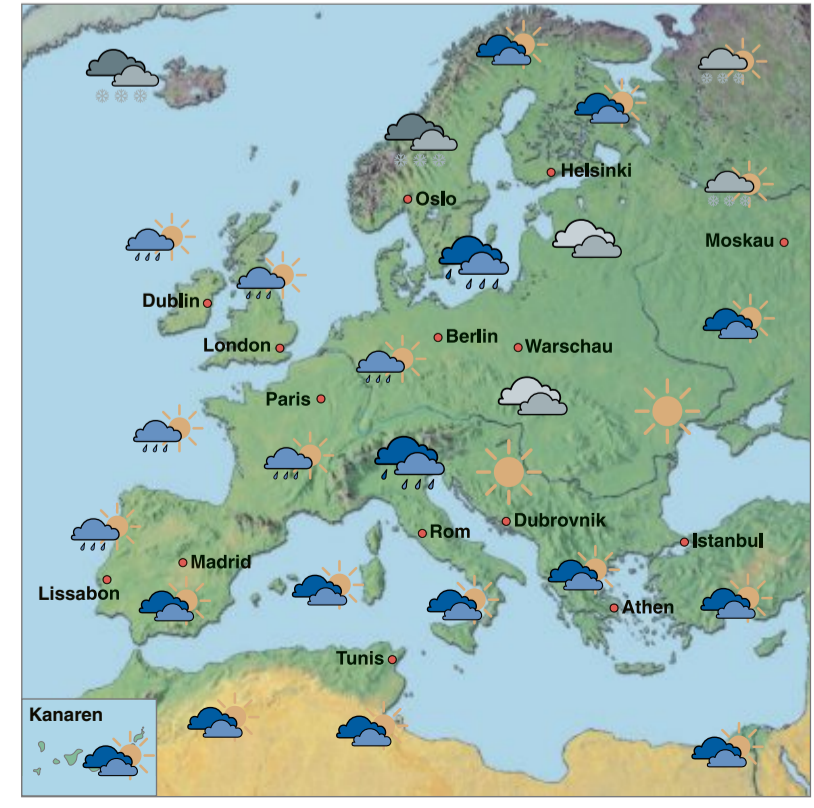 Helsinki
Oslo
Moskau
Dublin
Berlin
London
Warschau
Paris
Dubrovnik
Rom
Istanbul
Madrid
Lissabon
Athen
Tunis
Kanaren